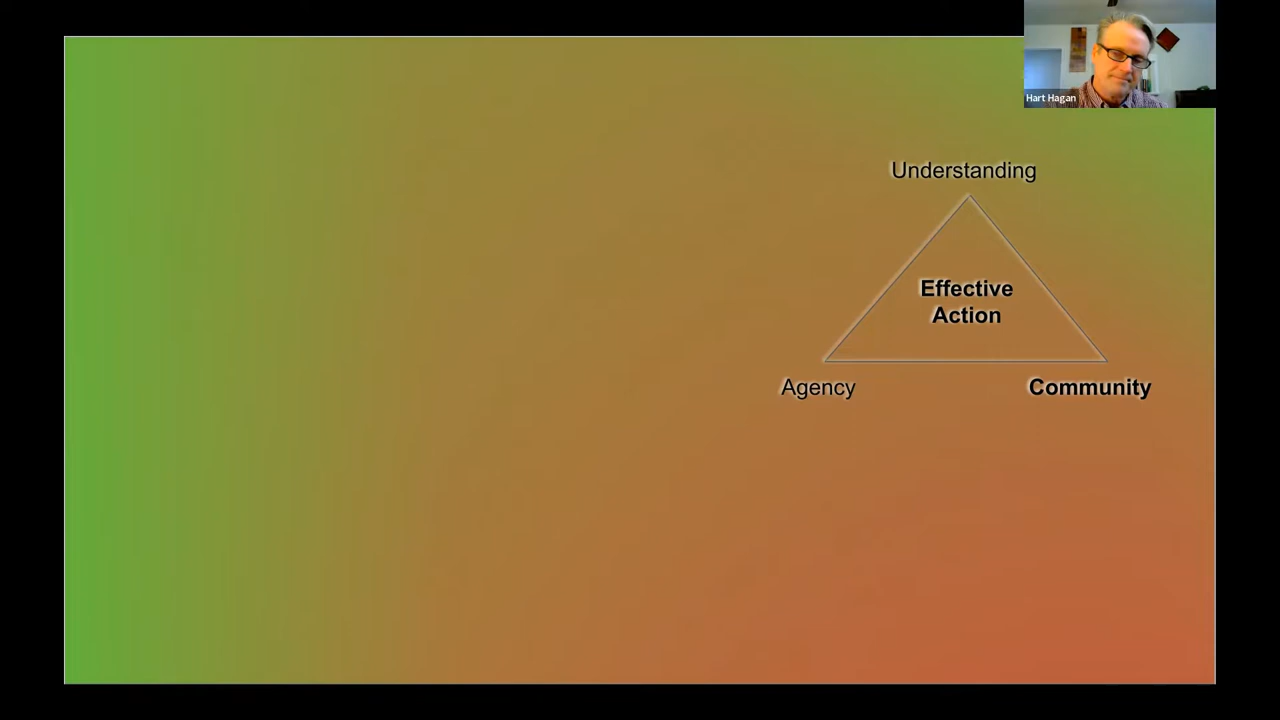 Hart Hagan
Understanding
Effective
Action
Agency
Community